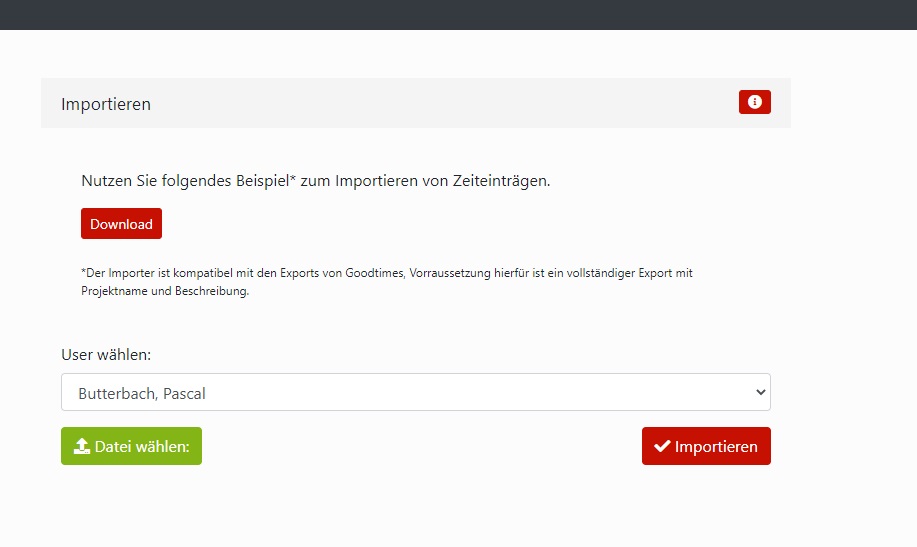 Importieren
Nutzen Sie folgendes Beispiel* zum Importieren von Zeiteinträgen.
Download
*Der Importer ist kompatibel mit den Exports von Goodtimes, Vorraussetzung hierfür ist ein vollständiger Export mit
Projektname und Beschreibung.
User wählen:
Butterbach, Pascal
Datei wählen:
Importieren